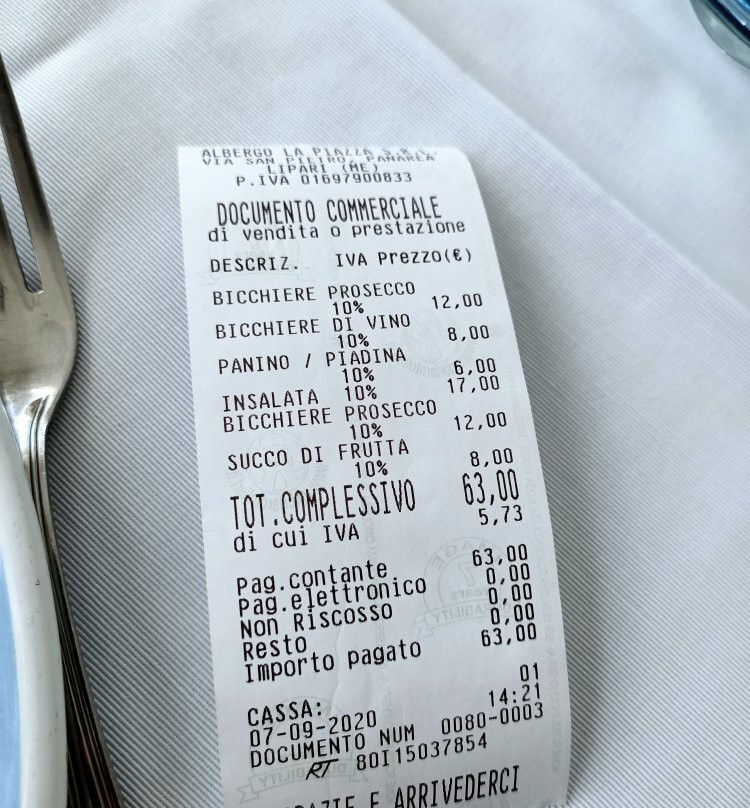 ALBERGO LA PIAZZA S.R.L.
VIA SAN PIETRO, PANAREA
LIPARI (ME)
P.IVA 01697900833
DOCUMENTO COMMERCIALE
di vendita o prestazione
DESCRIZ. IVA Prezzo(€)
BICCHIERE PROSECCO
10% 12,00
BICCHIERE DI VINO
10% 8,00
PANINO / PIADINA
10% 6,00
INSALATA 10% 17,00
BICCHIERE PROSECCO
10% 12,00
SUCCO DI FRUTTA
10% 8,00
TOT.COMPLESSIVO 63,00
di cui IVA 5,73
Pag.contante 63,00
Pag.elettronico 0,00
Non Riscosso 0,00
Resto 0,00
Importo pagato 63,00
CASSA: 01
07-09-2020 14:21
DOCUMENTO NUM 0080-0003
RT 80I15037854
GRAZIE E ARRIVEDERCI